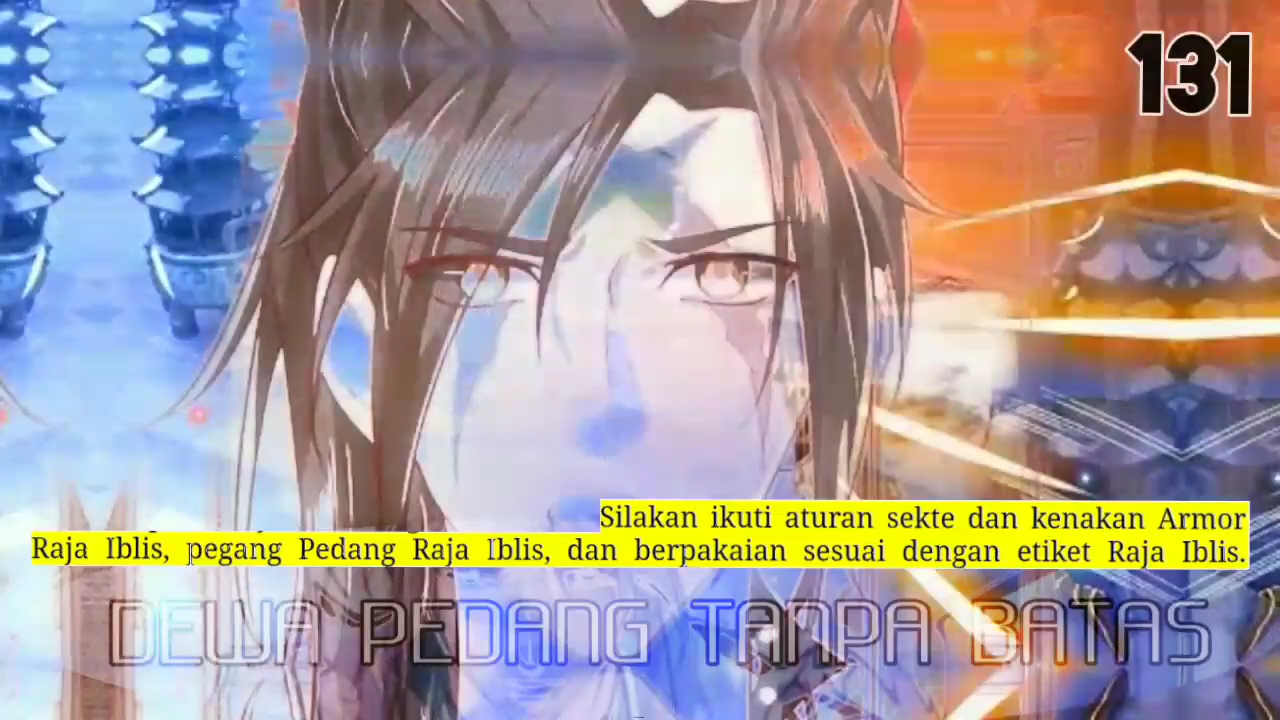 131
Silakan ikuti aturan sekte dan kenakan Armor
Raja Iblis, pegang Pedang Raja Iblis, dan berpakaian sesuai dengan etiket Raja Iblis.
DEWA PEDANG TANPA BATAS